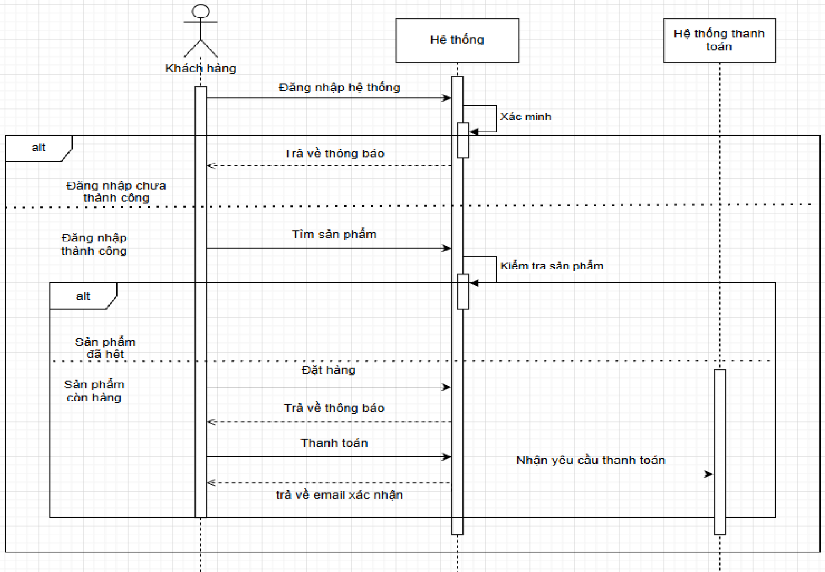 Khách hàng
Hê thống
Hệ thống thanh
toán
Đăng nhập hệ thống
Xác minh
alt
Trả về thông báo
Đăng nhập chưa
thành công
Đăng nhập
thành công
Tìm sản phẩm
Kiểm tra sản phẩm
alt
Sản phẩm
đã hết
Đặt hàng
Sản phẩm
còn hàng
Trả về thông báo
Thanh toán
Nhận yêu cầu thanh toán
trả về email xác nhận